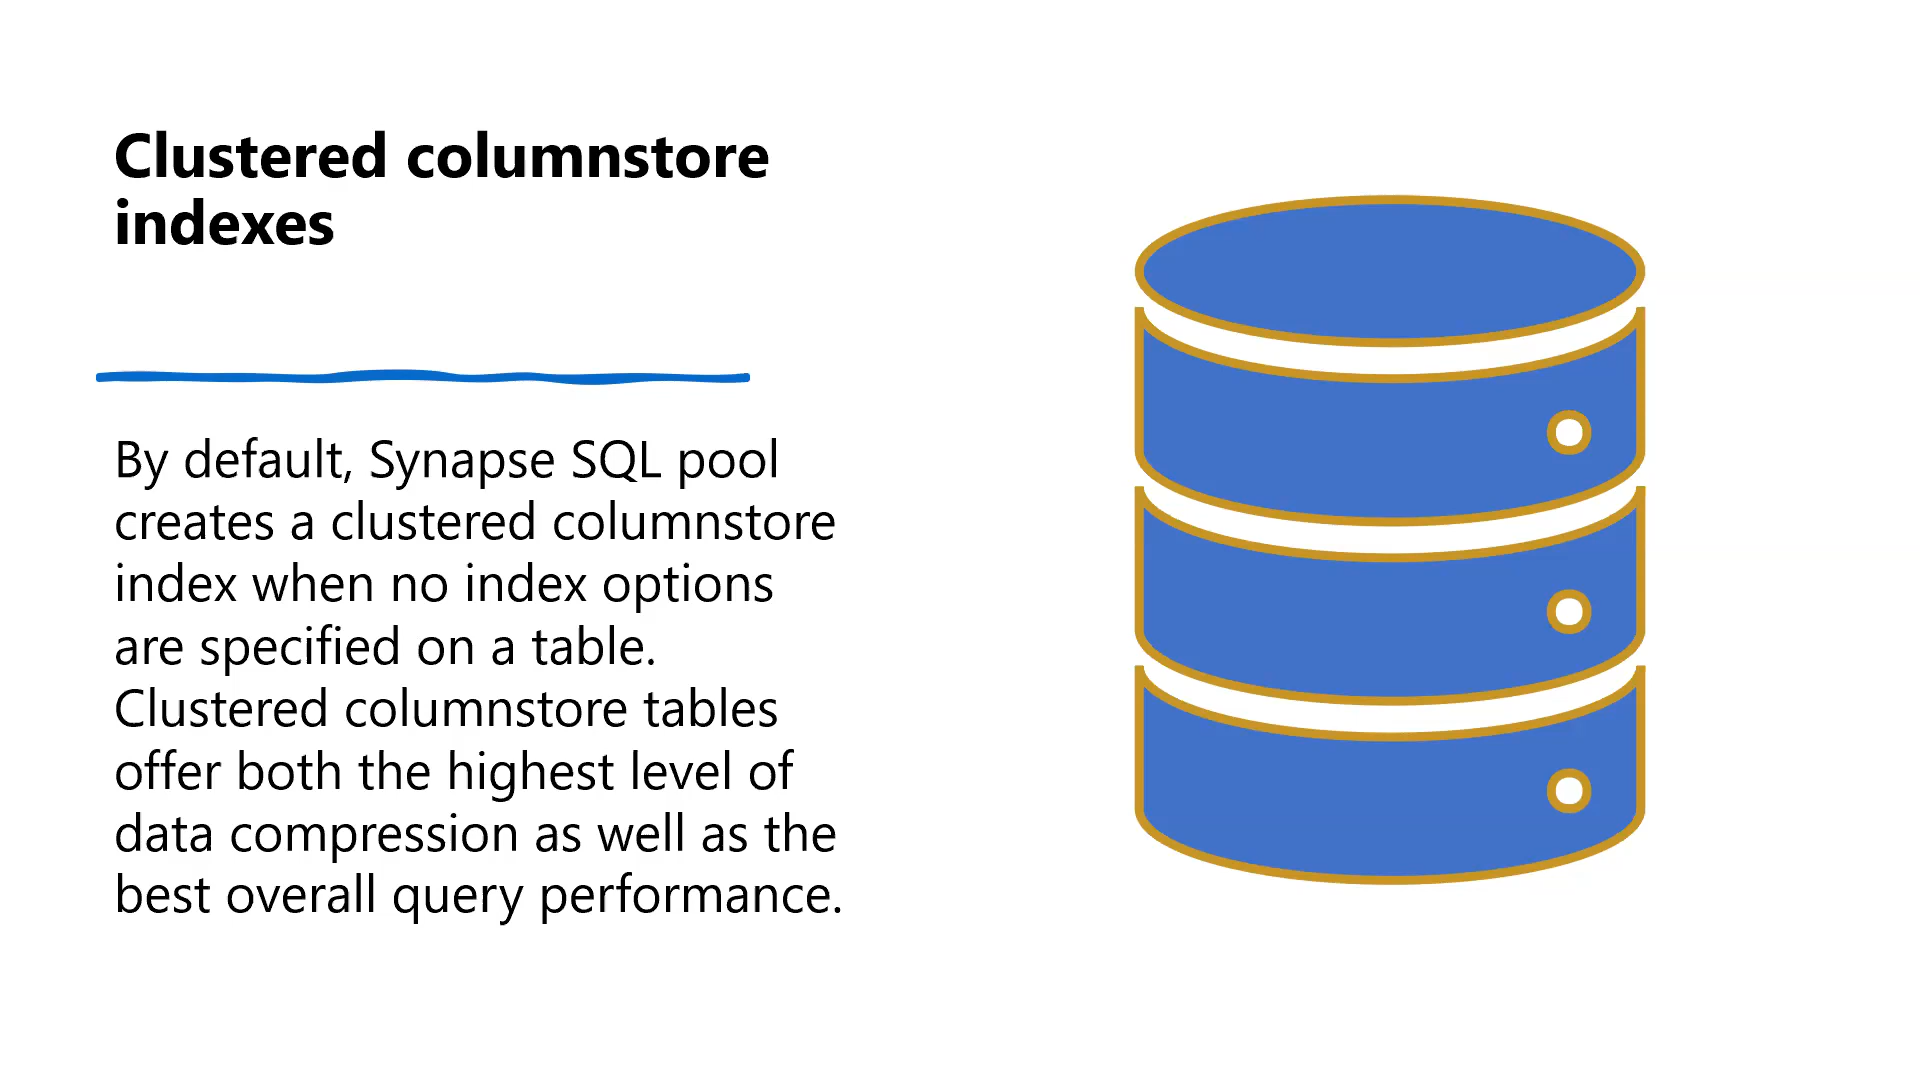 Clustered columnstore
indexes
By default, Synapse SQL pool
creates a clustered columnstore
index when no index options
are specified on a table.
Clustered columnstore tables
offer both the highest level of
data compression as well as the
best overall query performance.